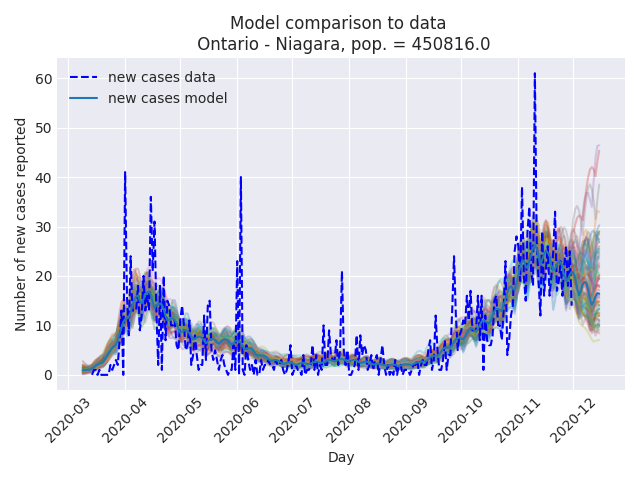 Model comparison to data
Ontario - Niagara, pop. = 450816.0
new cases data
new cases model
Number of new cases reported
60
50
40
30
20
10
0
2020-03
2020-04
2020-05
2020-06
2020-07
2020-08
2020-09
2020-10
2020-11
2020-12
Day